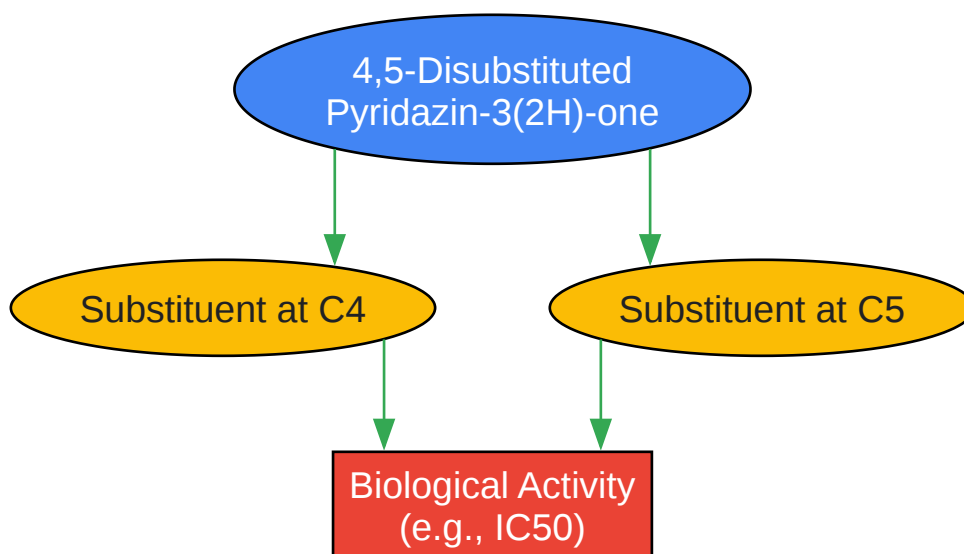 4,5-Disubstituted
Pyridazin-3(2H)-one
Substituent at C4
Substituent at C5
Biological Activity
(e.g., IC50)